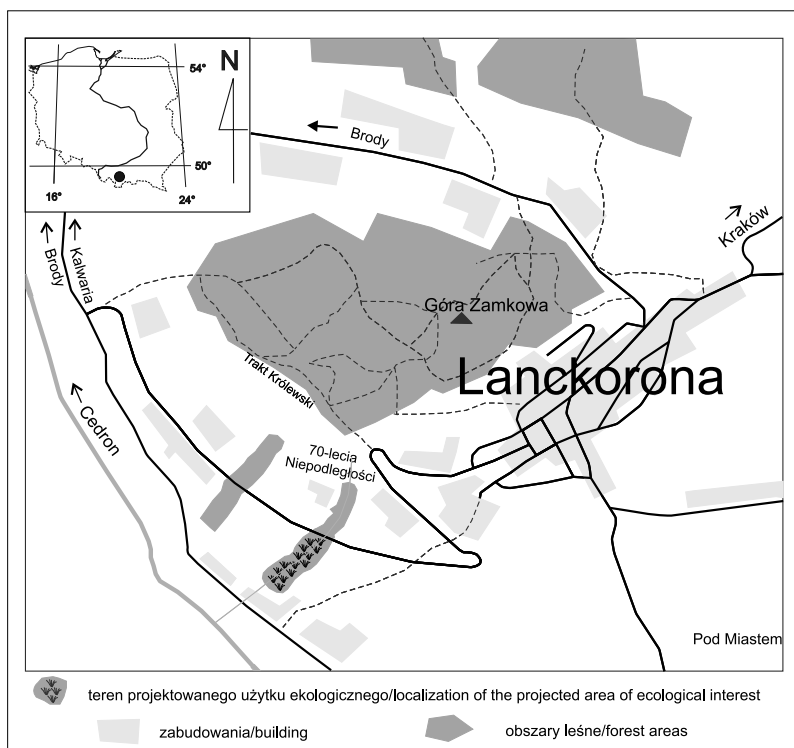 54°
50°
16°
24°
N
Brody
Kraków
Brody
Kalwaria
Góra Zamkowa
Lanckorona
Trakt Królewski
Cedron
70-lecia
Niepodległości
Pod Miastem
teren projektowanego użytku ekologicznego/localization of the projected area of ecological interest
zabudowania/building
obszary leśne/forest areas